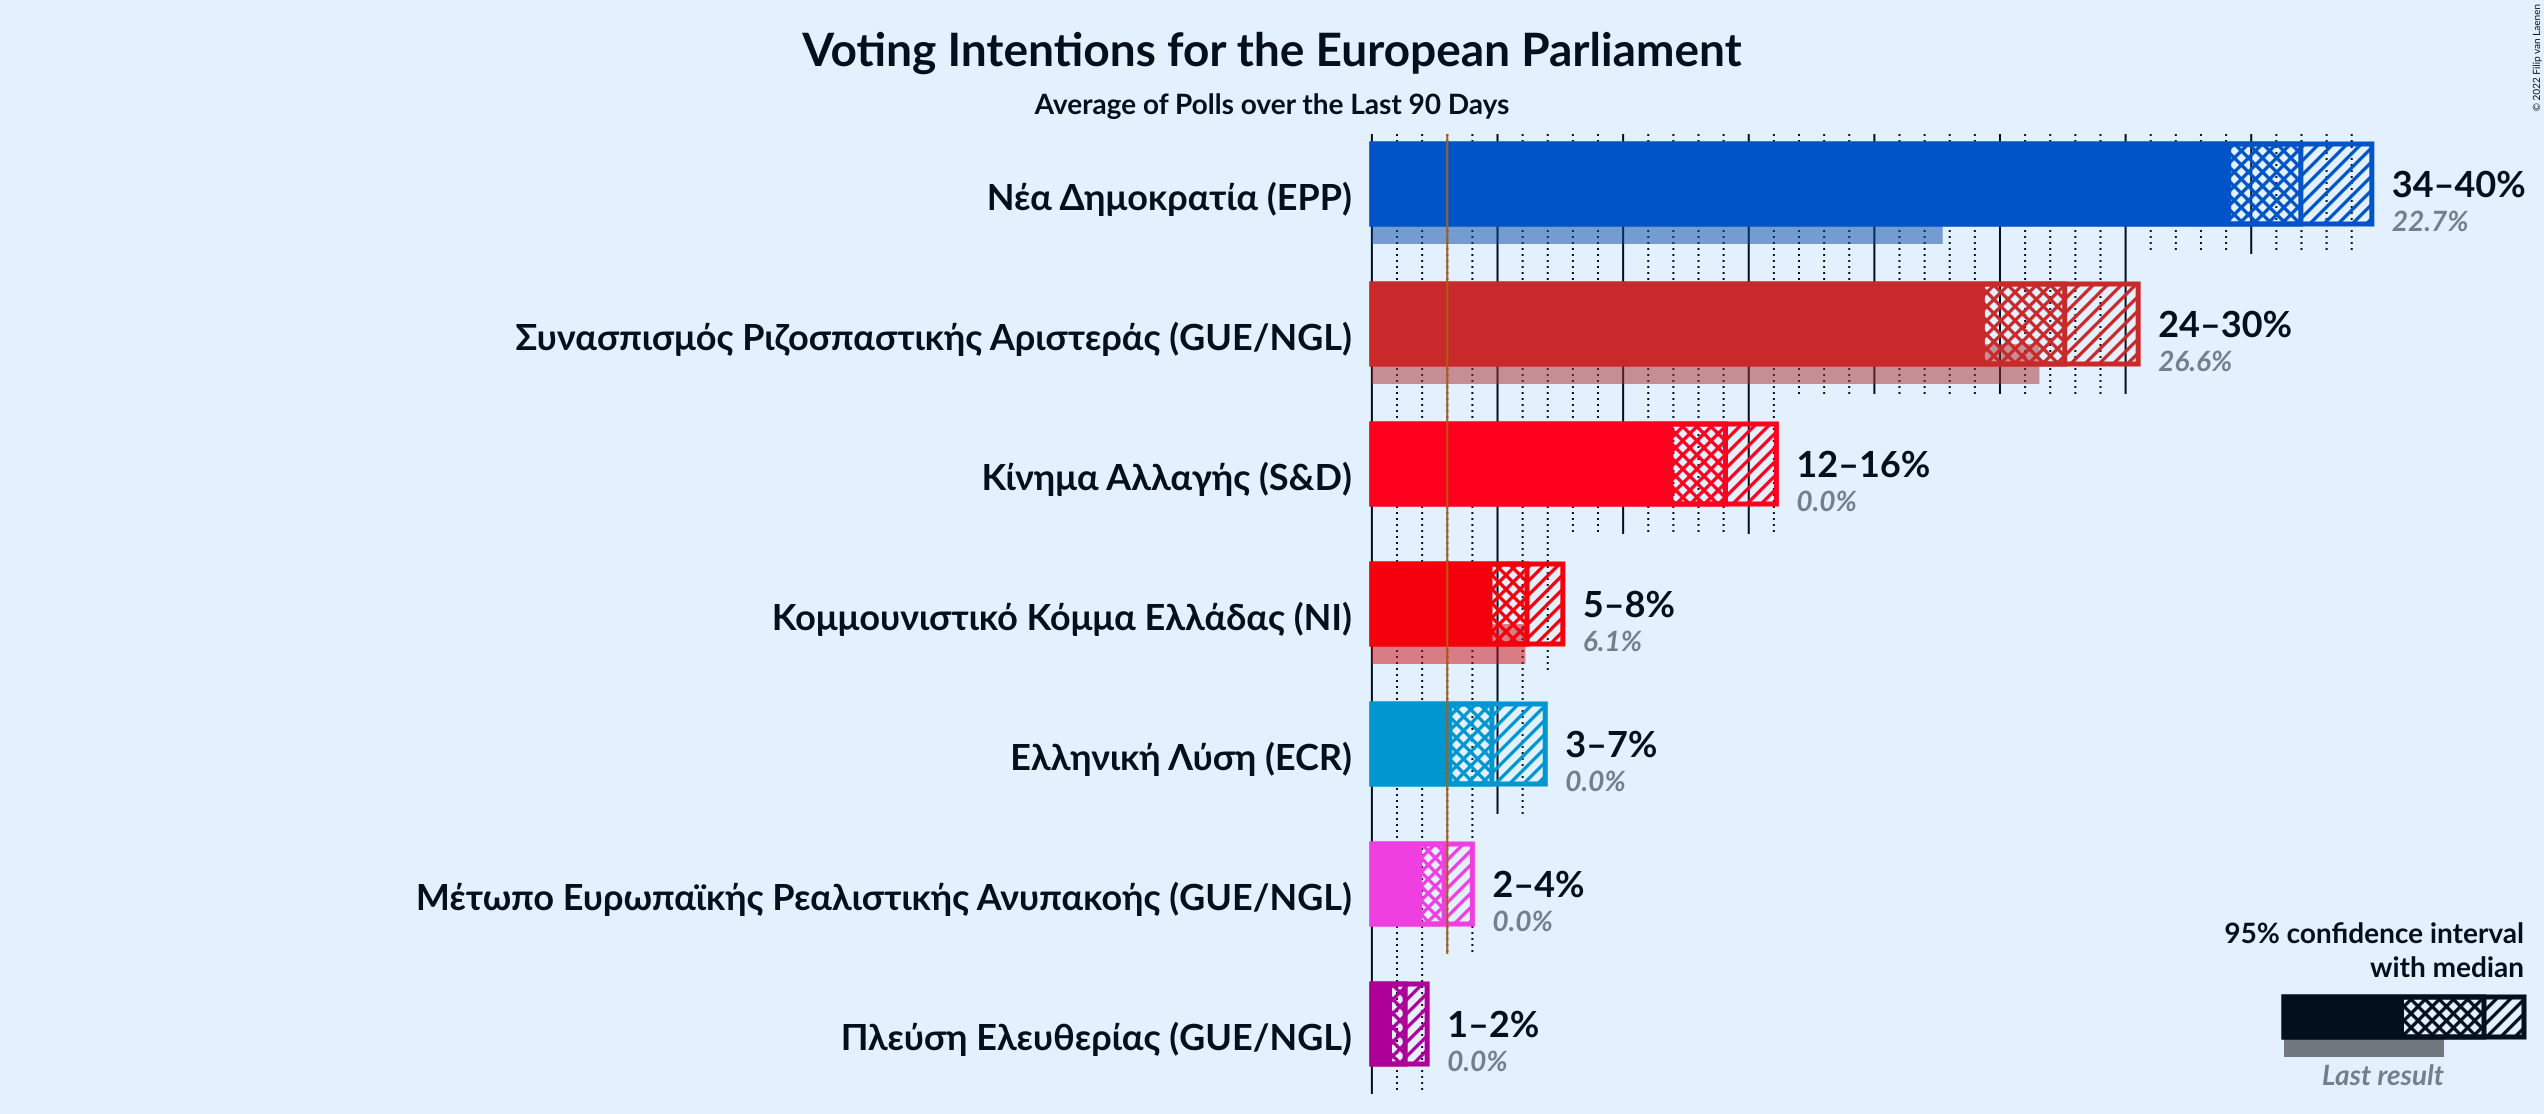 Voting Intentions for the European Parliament
Average of Polls over the Last 90 Days
© 2022 Filip van Laenen
Νέα Δημοκρατία (EPP)
34–40%
22.7%
Συνασπισμός Ριζοσπαστικής Αριστεράς (GUE/NGL)
24–30%
26.6%
Κίνημα Αλλαγής (S&D)
12–16%
0.0%
Κομμουνιστικό Κόμμα Ελλάδας (NI)
5–8%
6.1%
Ελληνική Λύση (ECR)
3–7%
0.0%
Μέτωπο Ευρωπαϊκής Ρεαλιστικής Ανυπακοής (GUE/NGL)
2–4%
0.0%
Πλεύση Ελευθερίας (GUE/NGL)
1–2%
0.0%
95% confidence interval
with median
Last result